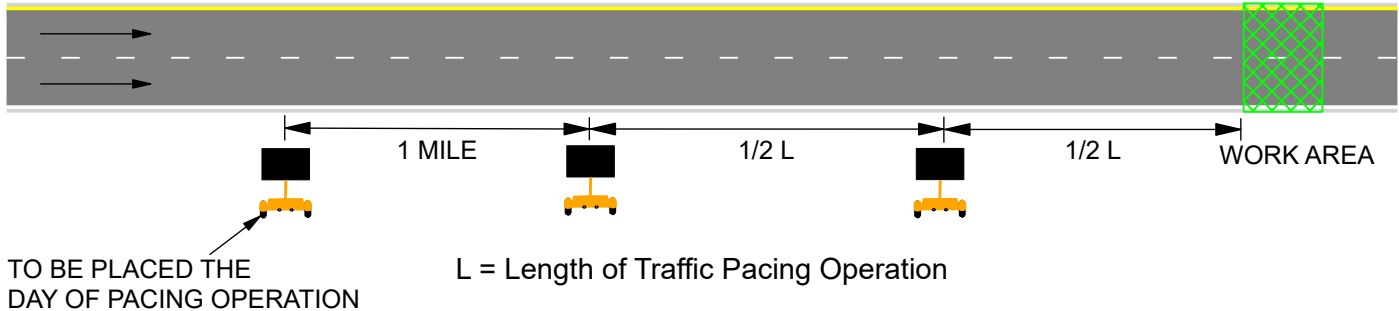 1 MILE
1/2 L
1/2 L
WORK AREA
TO BE PLACED THE
DAY OF PACING OPERATION
L = Length of Traffic Pacing Operation